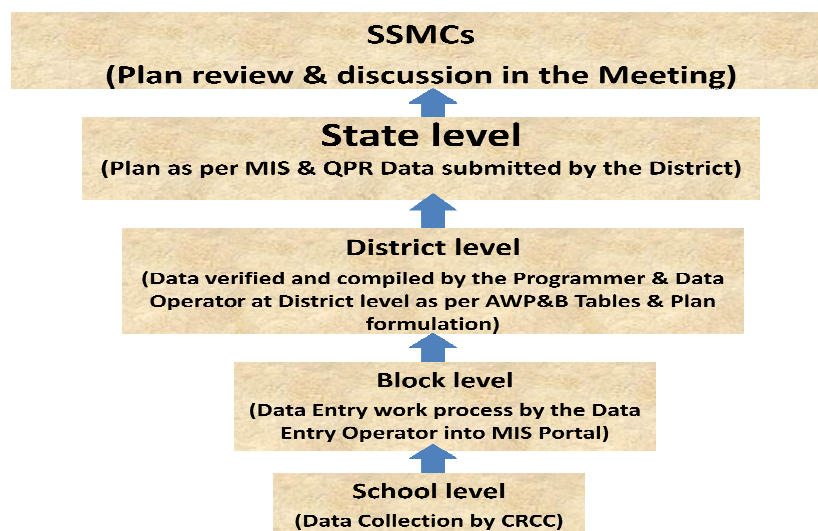 SSMCs
(Plan review & discussion in the Meeting)
State level
(Plan as per MIS & QPR Data submitted by the District)
District level
(Data verified and compiled by the Programmer & Data
Operator at District level as per AWP&B Tables & Plan
formulation)
Block level
(Data Entry work process by the Data
Entry Operator into MIS Portal)
School level
(Data Collection by CRCC)